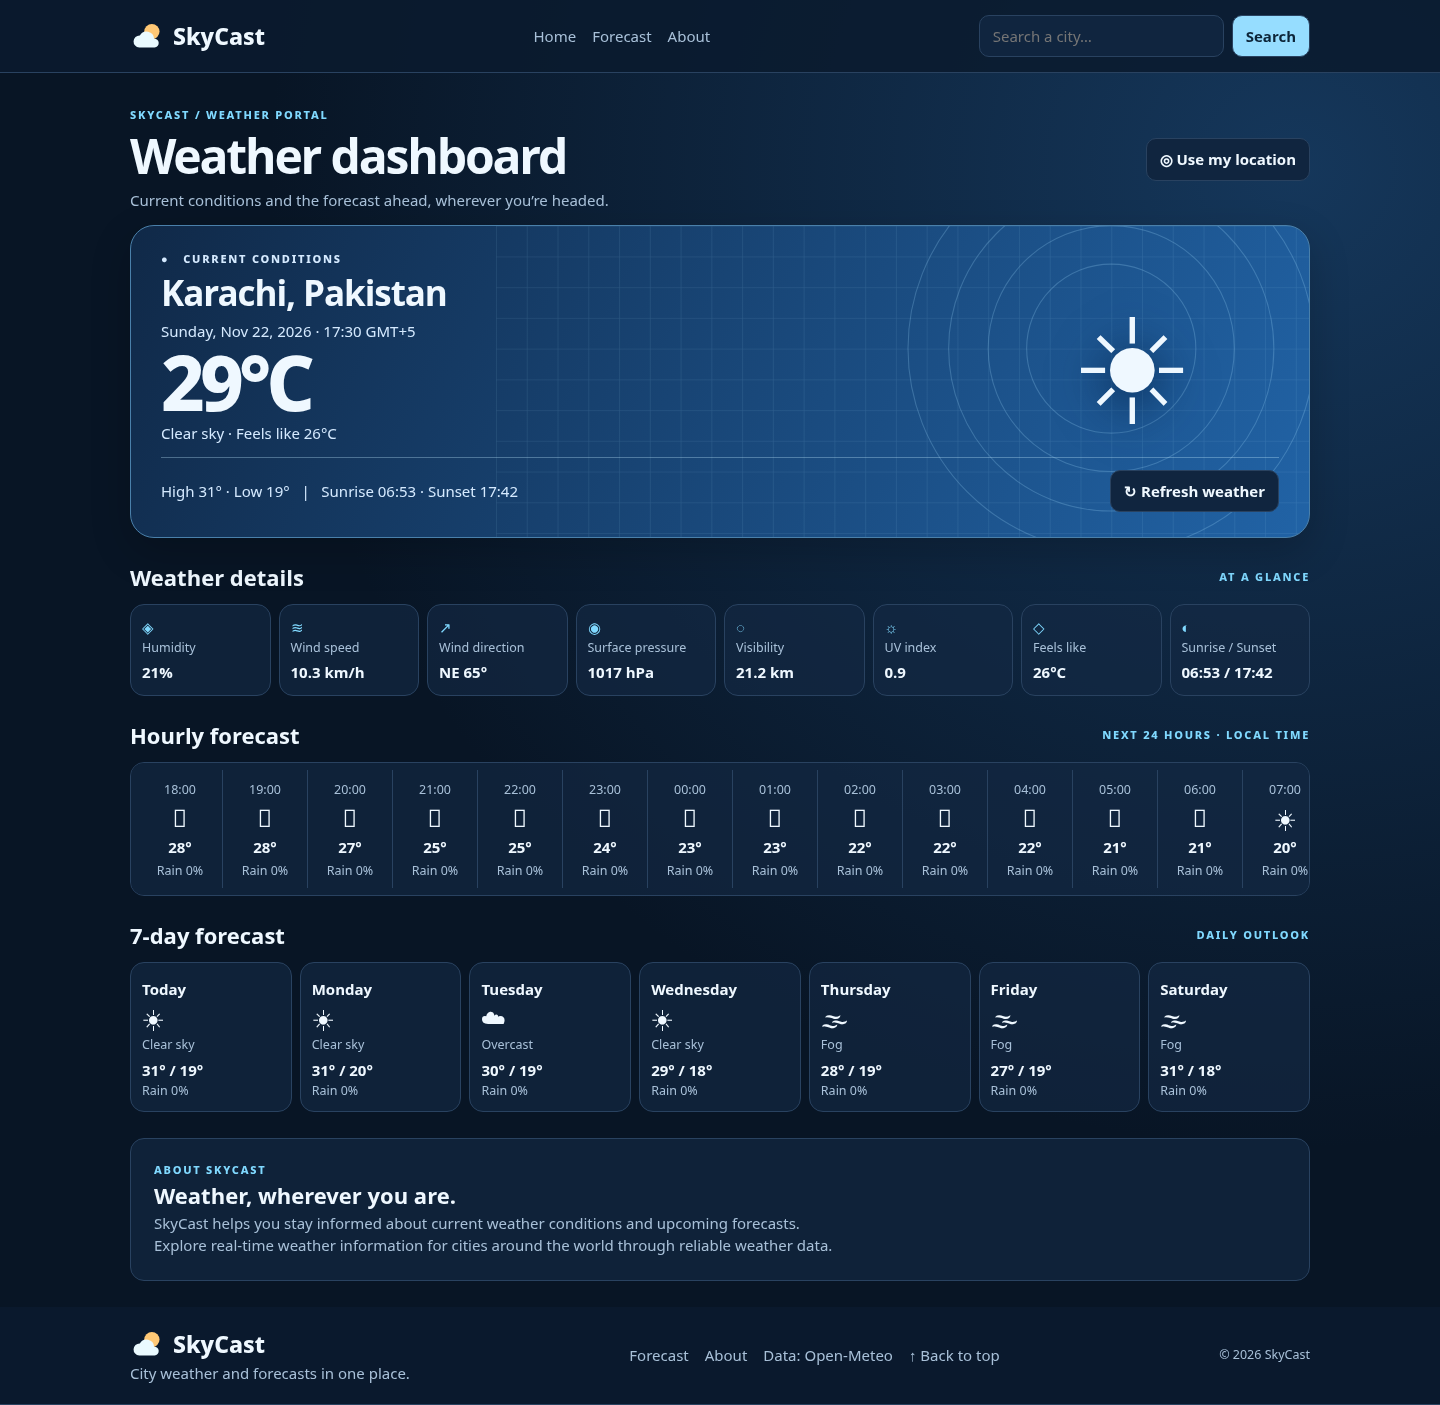 SkyCast
Home Forecast About
Search a city...
Search
SKYCAST / WEATHER PORTAL
Weather dashboard
◎ Use my location
Current conditions and the forecast ahead, wherever you’re headed.
● CURRENT CONDITIONS
Karachi, Pakistan
Sunday, Nov 22, 2026 · 17:30 GMT+5
29°C
Clear sky · Feels like 26°C
High 31° · Low 19° | Sunrise 06:53 · Sunset 17:42
↻ Refresh weather
Weather details
AT A GLANCE
Humidity
21%
Wind speed
10.3 km/h
Wind direction
NE 65°
Surface pressure
1017 hPa
Visibility
21.2 km
UV index
0.9
Feels like
26°C
Sunrise / Sunset
06:53 / 17:42
Hourly forecast
NEXT 24 HOURS · LOCAL TIME
18:00
28°
Rain 0%
19:00
28°
Rain 0%
20:00
27°
Rain 0%
21:00
25°
Rain 0%
22:00
25°
Rain 0%
23:00
24°
Rain 0%
00:00
23°
Rain 0%
01:00
23°
Rain 0%
02:00
22°
Rain 0%
03:00
22°
Rain 0%
04:00
22°
Rain 0%
05:00
21°
Rain 0%
06:00
21°
Rain 0%
07:00
20°
Rain 0%
7-day forecast
DAILY OUTLOOK
Today
Clear sky
31° / 19°
Rain 0%
Monday
Clear sky
31° / 20°
Rain 0%
Tuesday
Overcast
30° / 19°
Rain 0%
Wednesday
Clear sky
29° / 18°
Rain 0%
Thursday
Fog
28° / 19°
Rain 0%
Friday
Fog
27° / 19°
Rain 0%
Saturday
Fog
31° / 18°
Rain 0%
ABOUT SKYCAST
Weather, wherever you are.
SkyCast helps you stay informed about current weather conditions and upcoming forecasts.
Explore real-time weather information for cities around the world through reliable weather data.
SkyCast
City weather and forecasts in one place.
Forecast About Data: Open-Meteo ↑ Back to top
© 2026 SkyCast